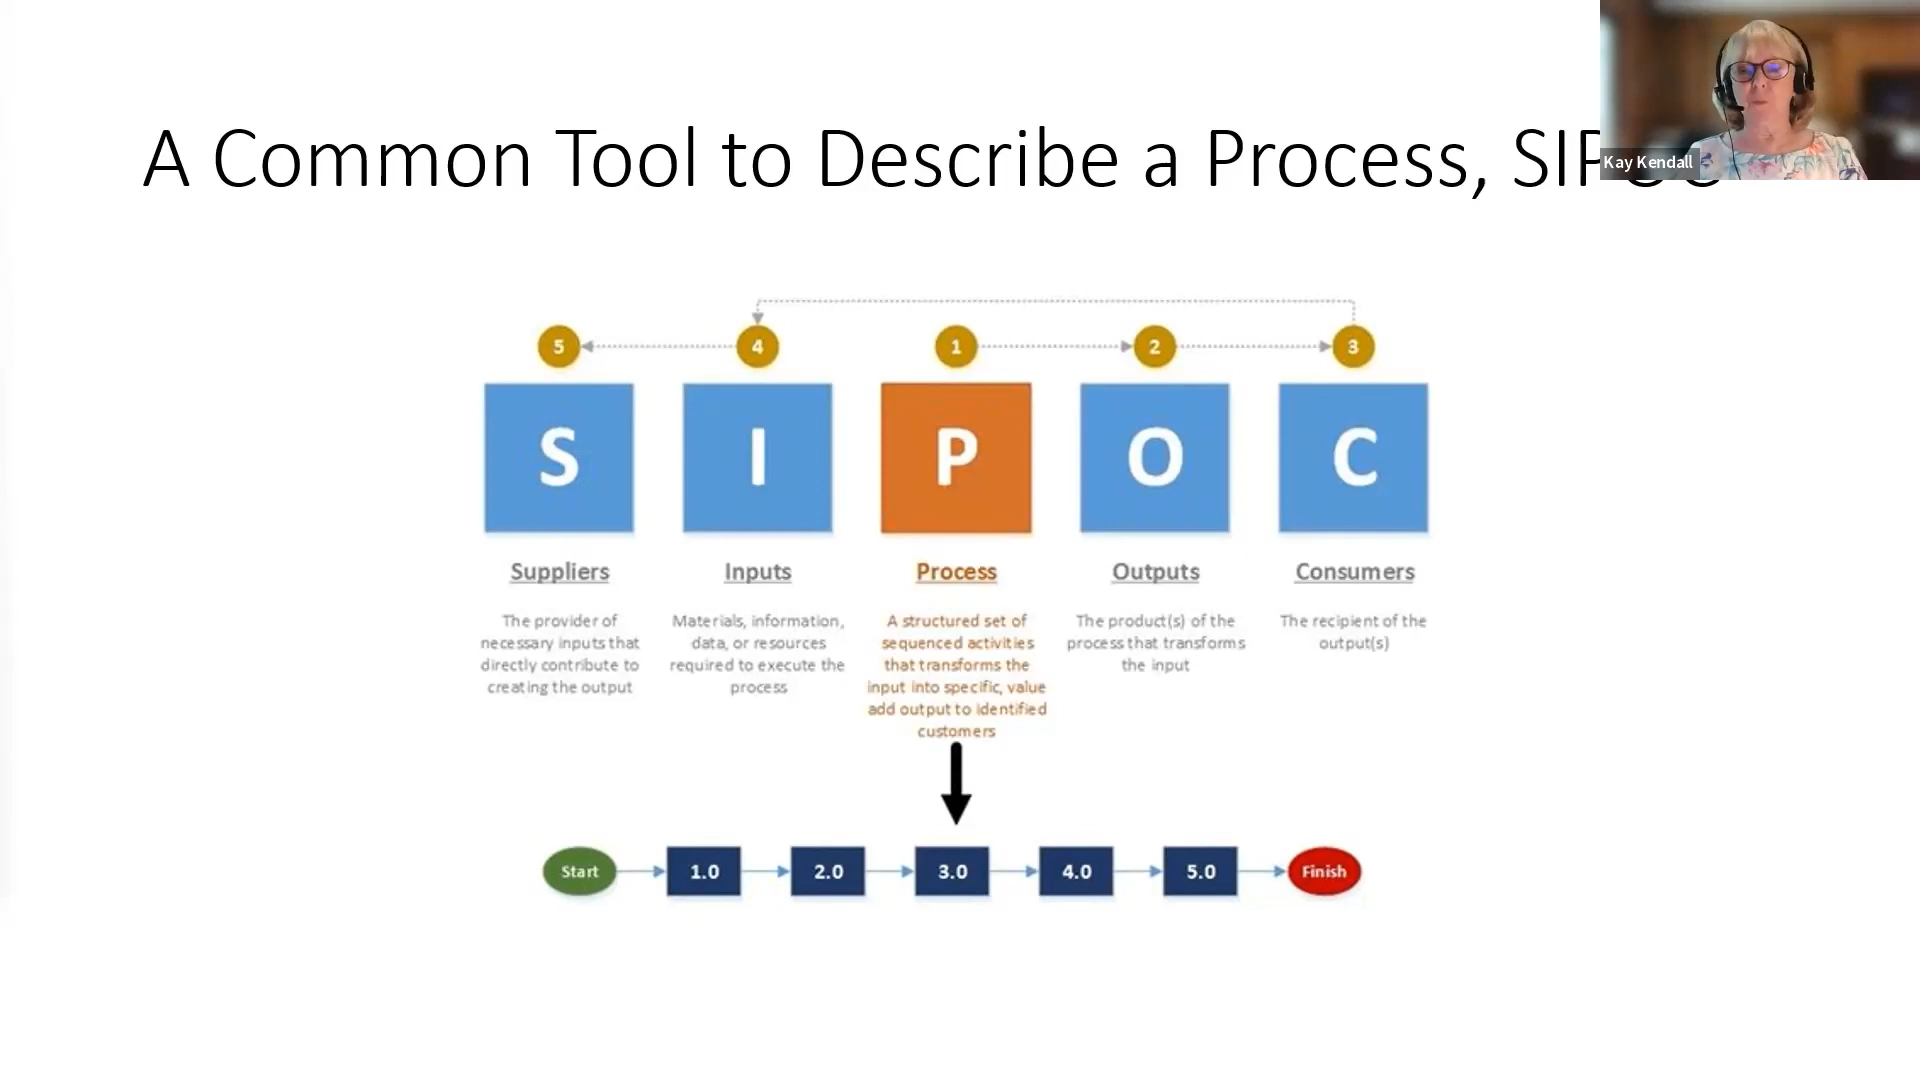 A Common Tool to Describe a Process, SIPOC
Kay Kendall
5
4
1
2
3
S
I
P
O
C
Suppliers
Inputs
Process
Outputs
Consumers
The provider of
necessary inputs that
directly contribute to
creating the output
Materials, information,
data, or resources
required to execute the
process
A structured set of
sequenced activities
that transforms the
input into specific, value
add output to identified
customers
The product(s) of the
process that transforms
the input
The recipient of the
output(s)
Start
1.0
2.0
3.0
4.0
5.0
Finish